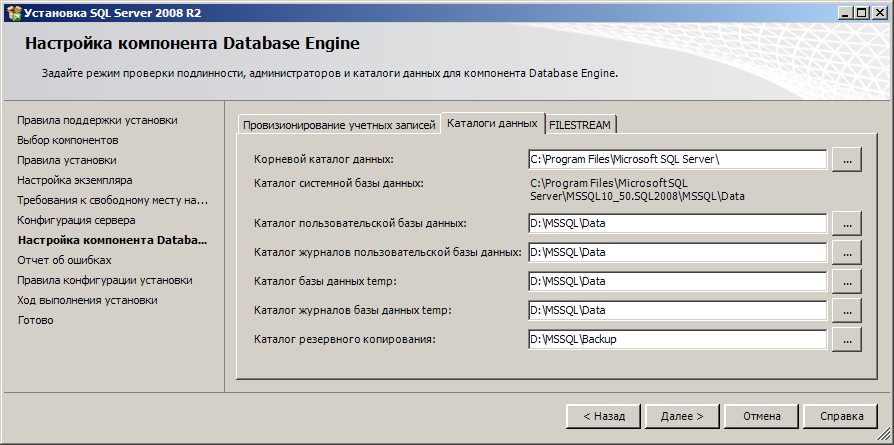 Установка SQL Server 2008 R2
Настройка компонента Database Engine
Задайте режим проверки подлинности, администраторов и каталоги данных для компонента Database Engine.
Правила поддержки установки
Выбор компонентов
Правила установки
Настройка экземпляра
Требования к свободному месту на...
Конфигурация сервера
Настройка компонента Databa...
Отчет об ошибках
Правила конфигурации установки
Ход выполнения установки
Готово
Провизионирование учетных записей Каталоги данных FILESTREAM
Корневой каталог данных: C:\Program Files\Microsoft SQL Server\ ...
Каталог системной базы данных: C:\Program Files\MicrosoftSQL
Server\MSSQL10_50.SQL2008\MSSQL\Data
Каталог пользовательской базы данных: D:\MSSQL\Data ...
Каталог журналов пользовательской базы данных: D:\MSSQL\Data ...
Каталог базы данных temp: D:\MSSQL\Data ...
Каталог журналов базы данных temp: D:\MSSQL\Data ...
Каталог резервного копирования: D:\MSSQL\Backup ...
< Назад Далее > Отмена Справка